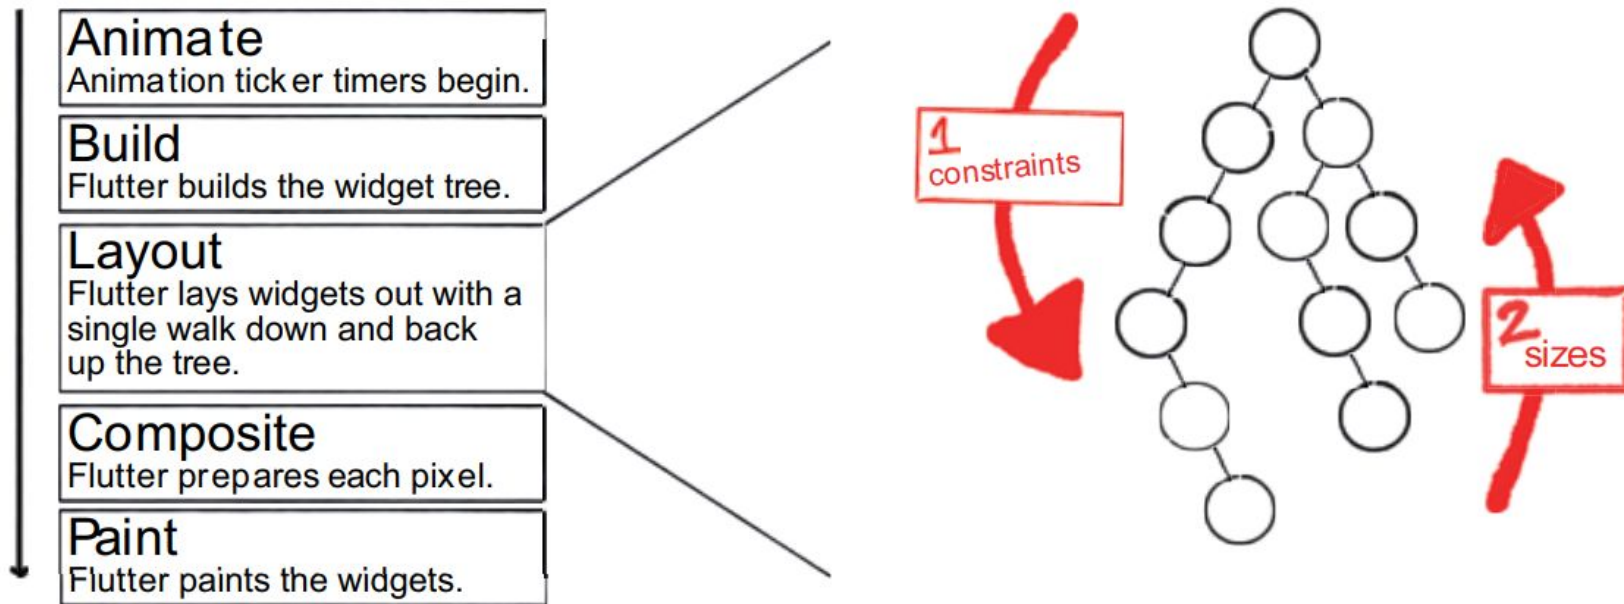 Animate
Animation ticker timers begin.
Build
Flutter builds the widget tree.
Layout
Flutter lays widgets out with a
single walk down and back
up the tree.
Composite
Flutter prepares each pixel.
Paint
Flutter paints the widgets.
1
constraints
2
sizes